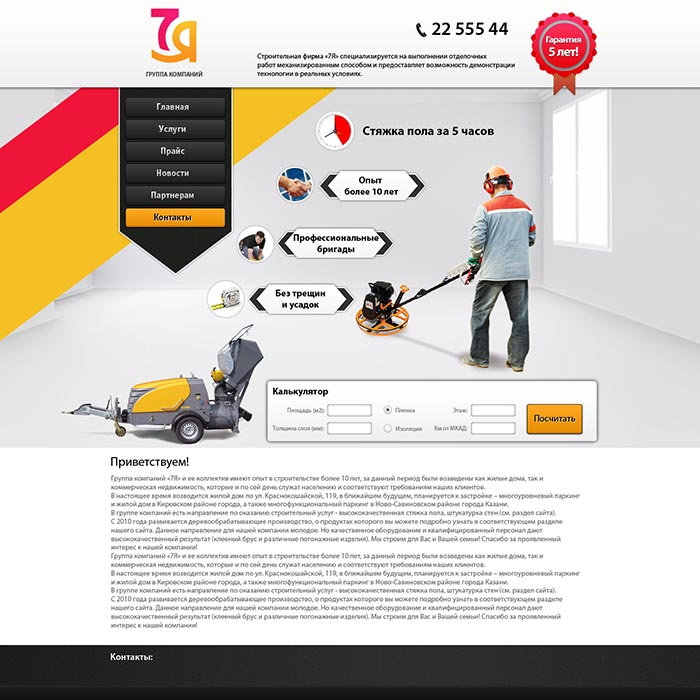 7Я
ГРУППА КОМПАНИЙ
22 555 44
Строительная фирма «7Я» специализируется на выполнении отделочных
работ механизированным способом и предоставляет возможность демонстрации
технологии в реальных условиях.
Гарантия
5 лет!
Главная
Услуги
Прайс
Новости
Партнерам
Контакты
Стяжка пола за 5 часов
Опыт
более 10 лет
Профессиональные
бригады
Без трещин
и усадок
Калькулятор
Площадь (м2):
Пленка
Этаж:
Толщина слоя (мм):
Изоляция
Км от МКАД:
Посчитать
Приветствуем!
Группа компаний «7Я» и ее коллектив имеют опыт в строительстве более 10 лет, за данный период были возведены как жилые дома, так и
коммерческая недвижимость, которые и по сей день служат населению и соответствуют требованиям наших клиентов.
В настоящее время возводится жилой дом по ул. Краснокошайской, 119, в ближайшем будущем, планируется к застройке – многоуровневый паркинг
и жилой дом в Кировском районе города, а также многофункциональный паркинг в Ново-Савиновском районе города Казани.
В группе компаний есть направление по оказанию строительный услуг - высококачественная стяжка пола, штукатурка стен (см. раздел сайта).
С 2010 года развивается деревообрабатывающее производство, о продуктах которого вы можете подробно узнать в соответствующем разделе
нашего сайта. Данное направление для нашей компании молодое. Но качественное оборудование и квалифицированный персонал дают
высококачественный результат (клееный брус и различные погонажные изделия). Мы строим для Вас и Вашей семьи! Спасибо за проявленный
интерес к нашей компании!
Группа компаний «7Я» и ее коллектив имеют опыт в строительстве более 10 лет, за данный период были возведены как жилые дома, так и
коммерческая недвижимость, которые и по сей день служат населению и соответствуют требованиям наших клиентов.
В настоящее время возводится жилой дом по ул. Краснокошайской, 119, в ближайшем будущем, планируется к застройке – многоуровневый паркинг
и жилой дом в Кировском районе города, а также многофункциональный паркинг в Ново-Савиновском районе города Казани.
В группе компаний есть направление по оказанию строительный услуг - высококачественная стяжка пола, штукатурка стен (см. раздел сайта).
С 2010 года развивается деревообрабатывающее производство, о продуктах которого вы можете подробно узнать в соответствующем разделе
нашего сайта. Данное направление для нашей компании молодое. Но качественное оборудование и квалифицированный персонал дают
высококачественный результат (клееный брус и различные погонажные изделия). Мы строим для Вас и Вашей семьи! Спасибо за проявленный
интерес к нашей компании!
Контакты: